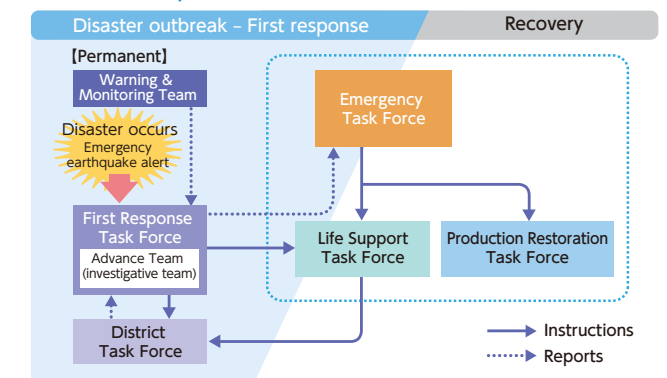 Disaster outbreak – First response
Recovery
【Permanent】
Warning &
Monitoring Team
Disaster occurs
Emergency
earthquake alert
Emergency
Task Force
First Response
Task Force
Advance Team
(investigative team)
Life Support
Task Force
Production Restoration
Task Force
District
Task Force
Instructions
Reports